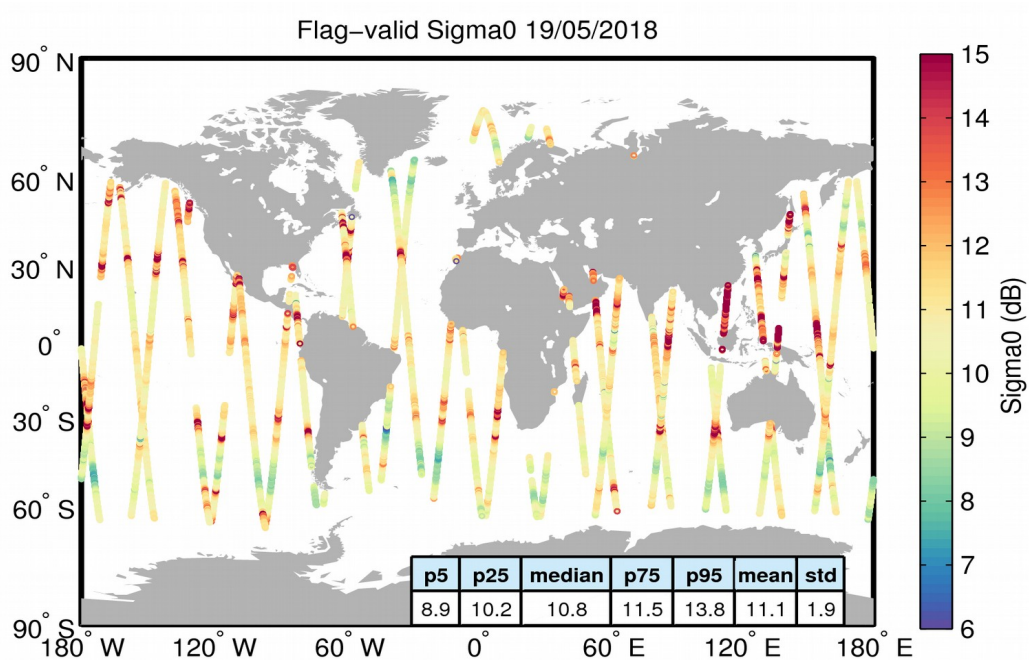 Flag−valid Sigma0 19/05/2018
90° N
60° N
30° N
0°
30° S
60° S
90° S
180° W
120° W
60° W
0°
60° E
120° E
180° E
15
14
13
12
11
10
9
8
7
6
Sigma0 (dB)
p5 p25 median p75 p95 mean std
8.9 10.2 10.8 11.5 13.8 11.1 1.9